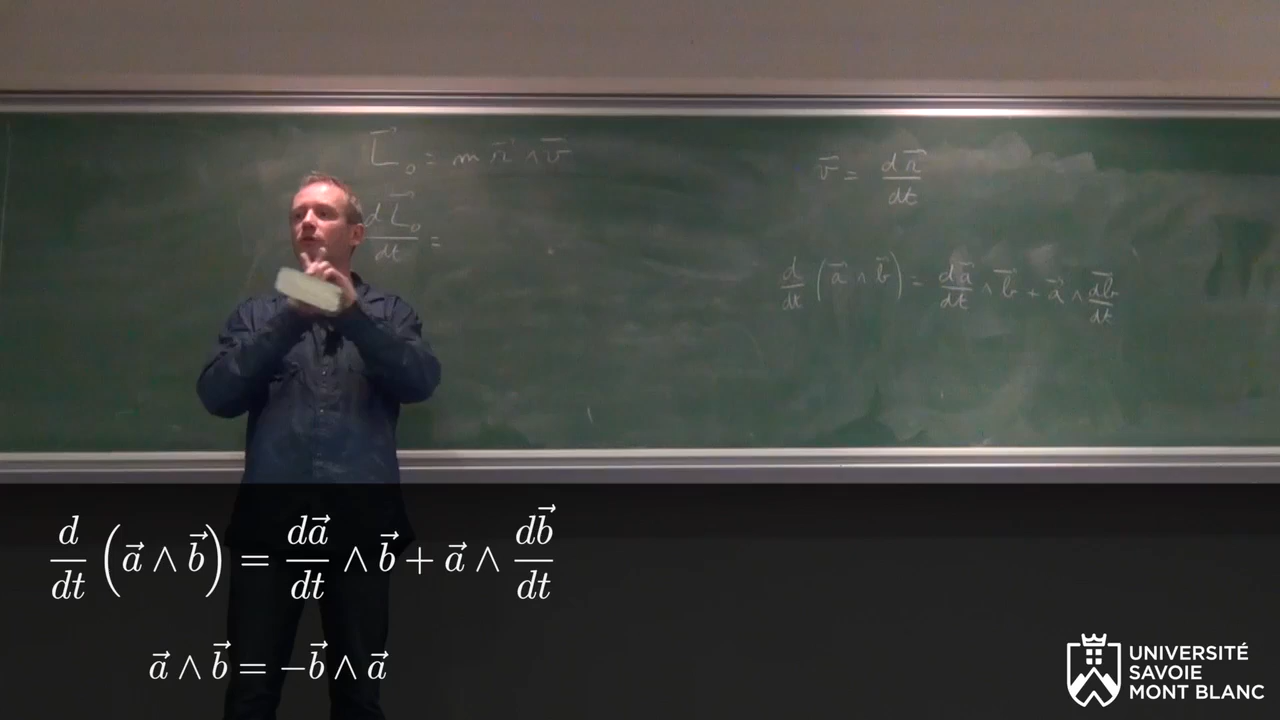 L⃗₀ = m r⃗ ∧ v⃗
dL⃗₀/dt =
v⃗ = dr⃗/dt
d/dt (a⃗ ∧ b⃗) = da⃗/dt ∧ b⃗ + a⃗ ∧ db⃗/dt
d/dt (a⃗ ∧ b⃗) = da⃗/dt ∧ b⃗ + a⃗ ∧ db⃗/dt
a⃗ ∧ b⃗ = −b⃗ ∧ a⃗
UNIVERSITÉ
SAVOIE
MONT BLANC